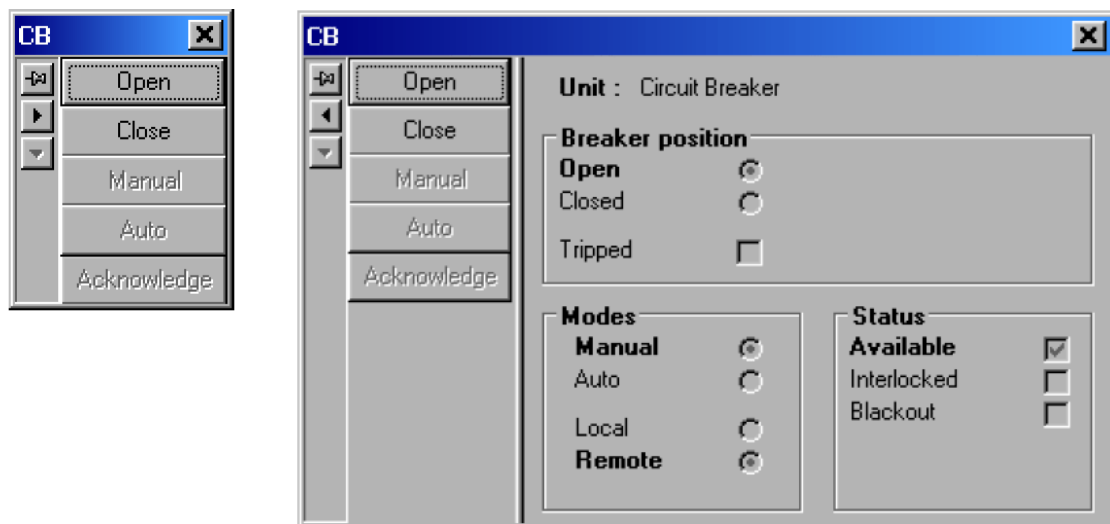 CB
Open
Close
Manual
Auto
Acknowledge
CB
Open
Close
Manual
Auto
Acknowledge
Unit : Circuit Breaker
Breaker position
Open
Closed
Tripped
Modes
Manual
Auto
Local
Remote
Status
Available
Interlocked
Blackout